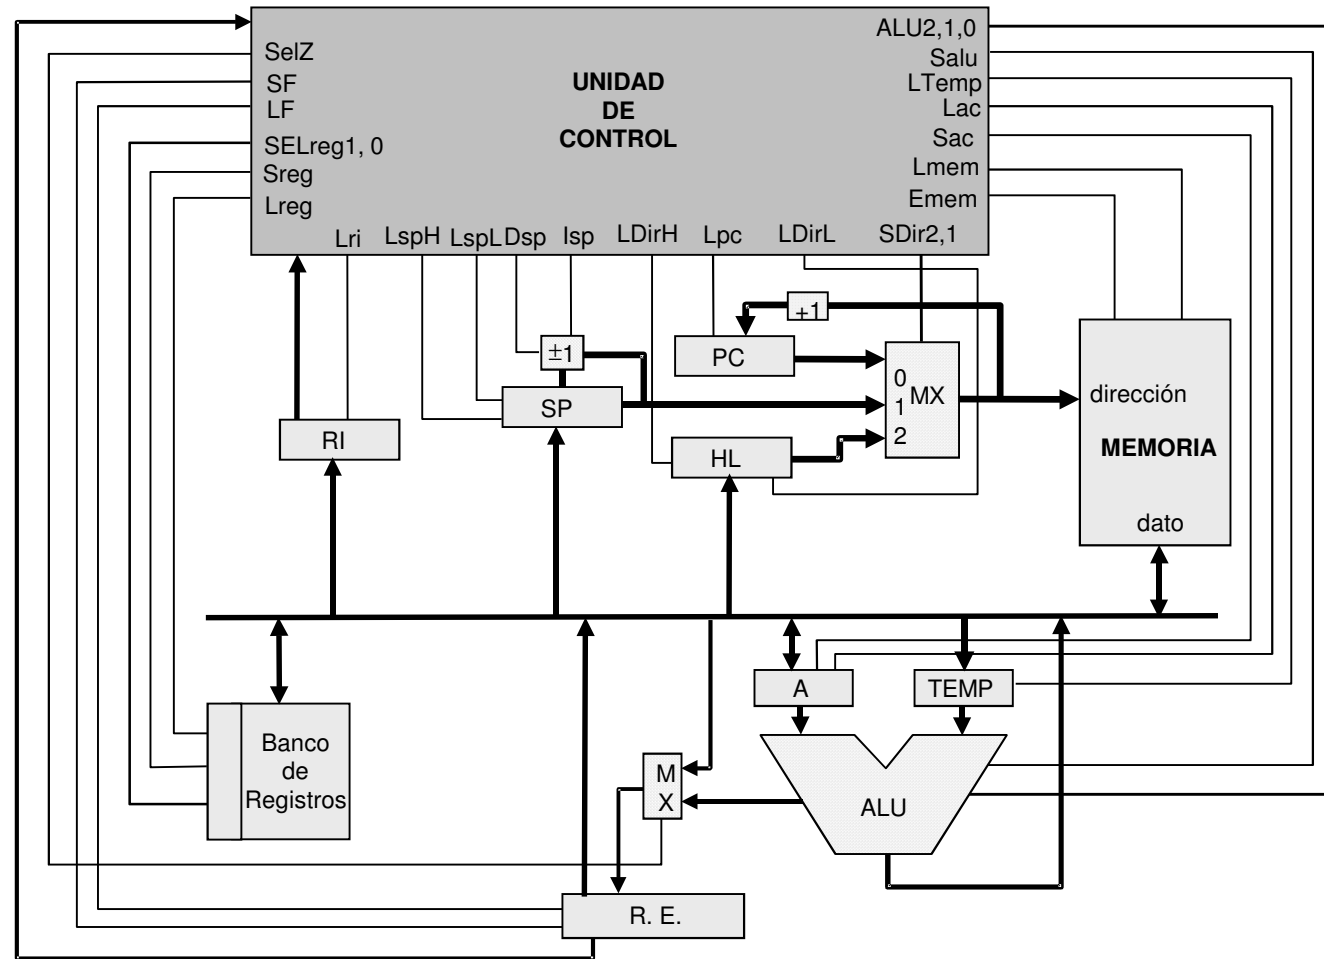 ALU2,1,0
SelZ
Salu
SF
UNIDAD
LTemp
LF
DE
Lac
SELreg1, 0
CONTROL
Sac
Sreg
Lmem
Lreg
Emem
Lri
LspH
LspL
Dsp
Isp
LDirH
Lpc
LDirL
SDir2,1
+1
±1
PC
0
MX
dirección
SP
1
RI
2
HL
MEMORIA
dato
A
TEMP
Banco
de
Registros
M
X
ALU
R. E.